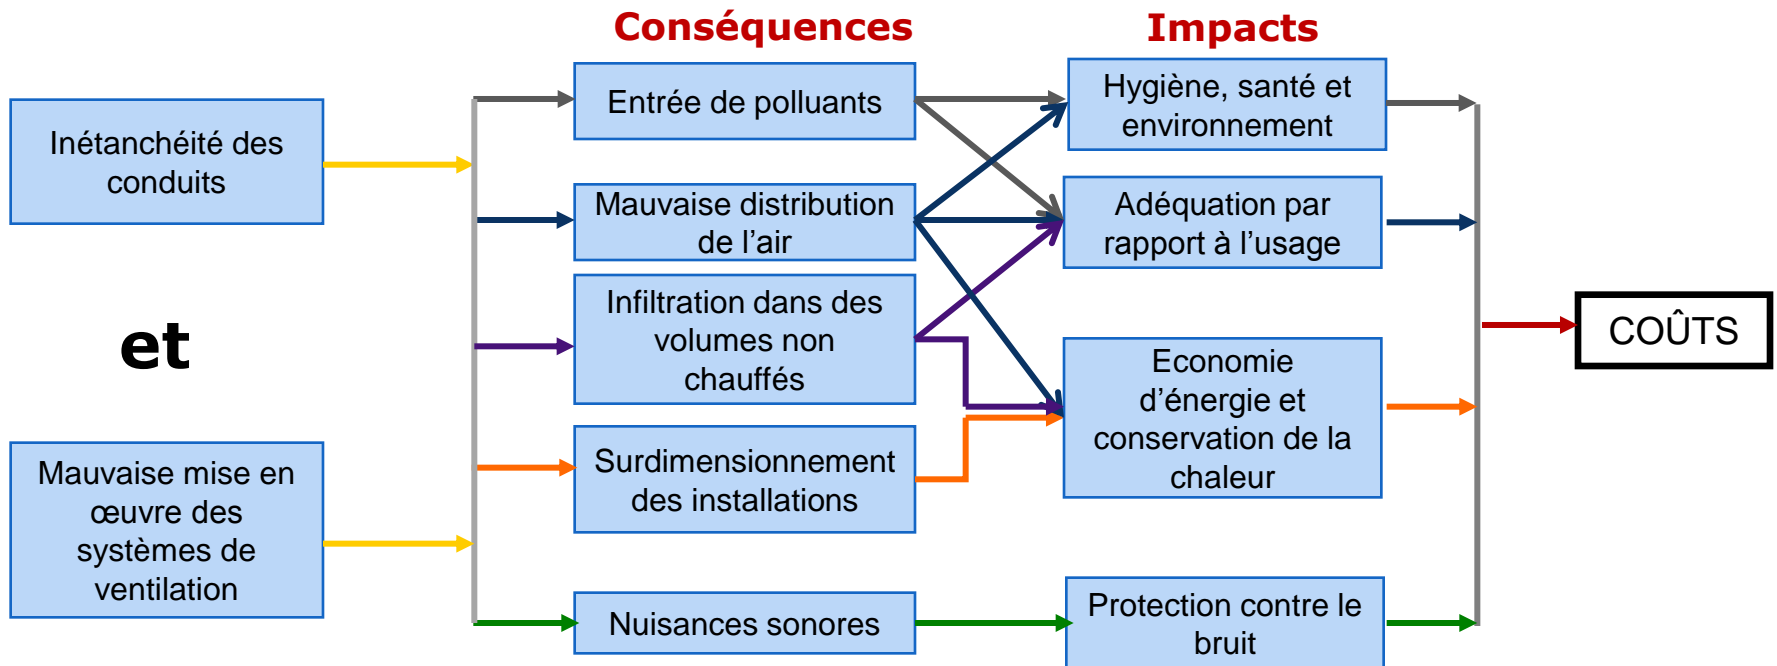 Conséquences
Impacts
Inétanchéité des
conduits
et
Mauvaise mise en
œuvre des
systèmes de
ventilation
Entrée de polluants
Mauvaise distribution
de l’air
Infiltration dans des
volumes non
chauffés
Surdimensionnement
des installations
Nuisances sonores
Hygiène, santé et
environnement
Adéquation par
rapport à l’usage
Economie
d’énergie et
conservation de la
chaleur
Protection contre le
bruit
COÛTS